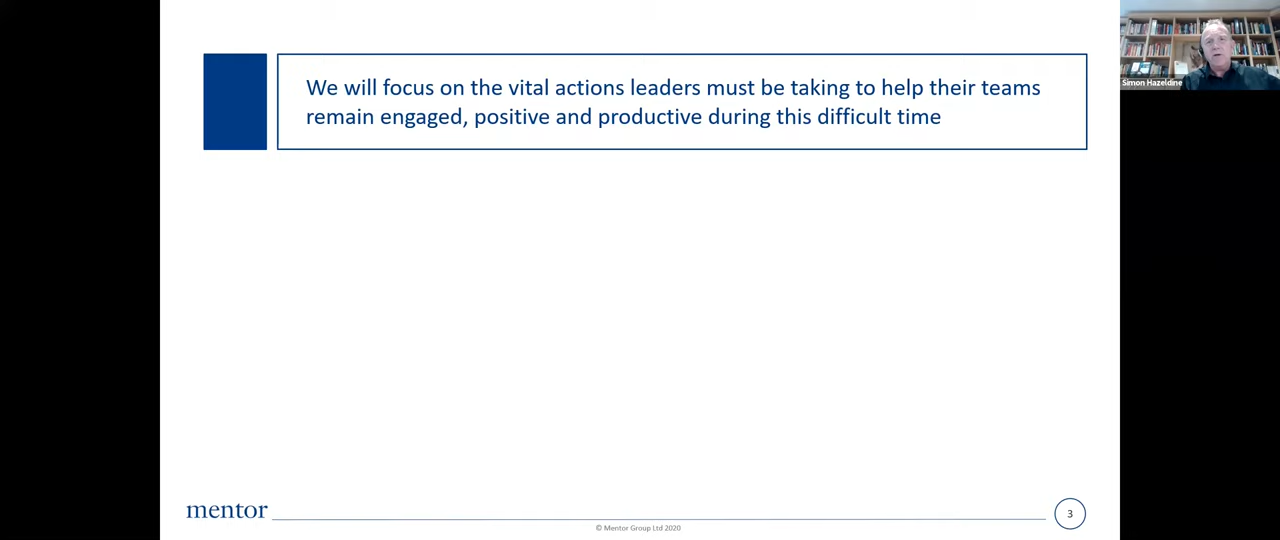 We will focus on the vital actions leaders must be taking to help their teams
remain engaged, positive and productive during this difficult time
Simon Hazeldine
mentor
3
© Mentor Group Ltd 2020